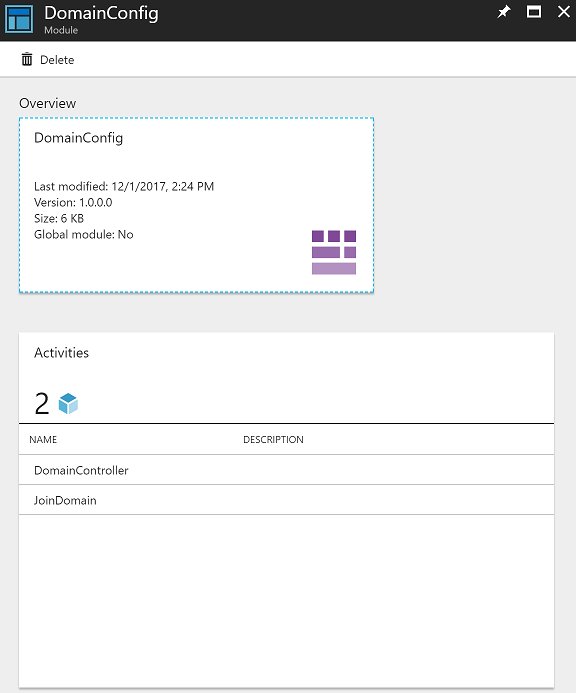 DomainConfig
Module
Delete
Overview
DomainConfig
Last modified: 12/1/2017, 2:24 PM
Version: 1.0.0.0
Size: 6 KB
Global module: No
Activities
2
NAME DESCRIPTION
DomainController
JoinDomain